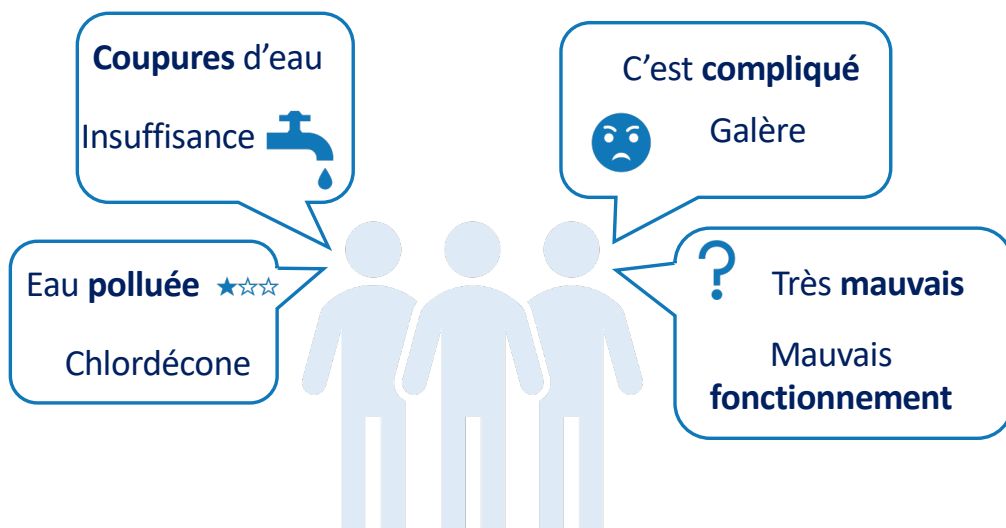 Coupures d’eau
Insuffisance
C’est compliqué
Galère
Eau polluée ★☆☆
Chlordécone
? Très mauvais
Mauvais
fonctionnement